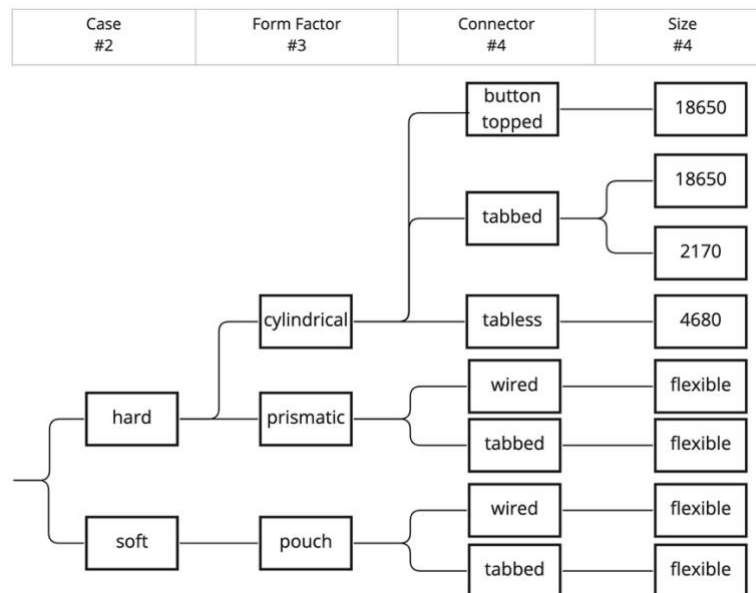 Case
#2
Form Factor
#3
Connector
#4
Size
#4
button
topped
18650
tabbed
18650
2170
cylindrical
tabless
4680
hard
prismatic
wired
flexible
tabbed
flexible
soft
pouch
wired
flexible
tabbed
flexible